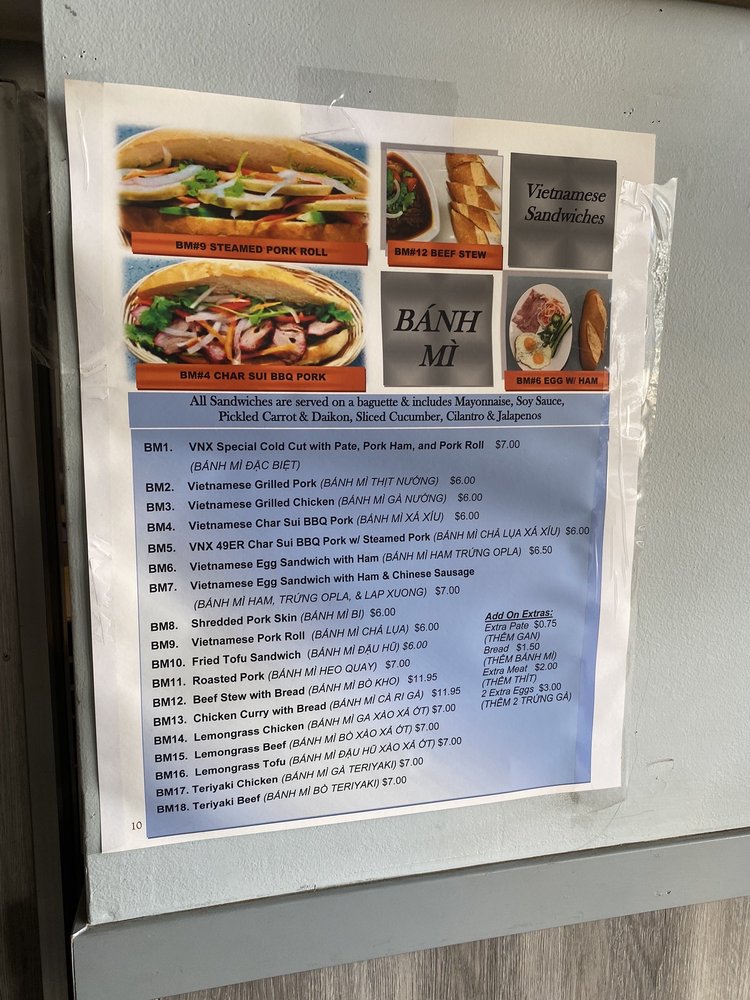 BM#9 STEAMED PORK ROLL
BM#12 BEEF STEW
Vietnamese
Sandwiches
BM#4 CHAR SUI BBQ PORK
BÁNH
MÌ
BM#6 EGG W/ HAM
All Sandwiches are served on a baguette & includes Mayonnaise, Soy Sauce,
Pickled Carrot & Daikon, Sliced Cucumber, Cilantro & Jalapenos
BM1. VNX Special Cold Cut with Pate, Pork Ham, and Pork Roll $7.00
(BÁNH MÌ ĐẶC BIỆT)
BM2. Vietnamese Grilled Pork (BÁNH MÌ THỊT NƯỚNG) $6.00
BM3. Vietnamese Grilled Chicken (BÁNH MÌ GÀ NƯỚNG) $6.00
BM4. Vietnamese Char Sui BBQ Pork (BÁNH MÌ XÁ XÍU) $6.00
BM5. VNX 49ER Char Sui BBQ Pork w/ Steamed Pork (BÁNH MÌ CHẢ LỤA XÁ XÍU) $6.00
BM6. Vietnamese Egg Sandwich with Ham (BÁNH MÌ HAM TRỨNG OPLA) $6.50
BM7. Vietnamese Egg Sandwich with Ham & Chinese Sausage
(BÁNH MÌ HAM, TRỨNG OPLA, & LAP XUONG) $7.00
BM8. Shredded Pork Skin (BÁNH MÌ BI) $6.00
BM9. Vietnamese Pork Roll (BÁNH MÌ CHẢ LỤA) $6.00
BM10. Fried Tofu Sandwich (BÁNH MÌ ĐẬU HŨ) $6.00
BM11. Roasted Pork (BÁNH MÌ HEO QUAY) $7.00
BM12. Beef Stew with Bread (BÁNH MÌ BÒ KHO) $11.95
BM13. Chicken Curry with Bread (BÁNH MÌ CÀ RI GÀ) $11.95
BM14. Lemongrass Chicken (BÁNH MÌ GA XÀO XẢ ỚT) $7.00
BM15. Lemongrass Beef (BÁNH MÌ BÒ XÀO XẢ ỚT) $7.00
BM16. Lemongrass Tofu (BÁNH MÌ ĐẬU HŨ XÀO XẢ ỚT) $7.00
BM17. Teriyaki Chicken (BÁNH MÌ GÀ TERIYAKI) $7.00
BM18. Teriyaki Beef (BÁNH MÌ BÒ TERIYAKI) $7.00
Add On Extras:
Extra Pate $0.75
(THÊM GAN)
Bread $1.50
(THÊM BÁNH MÌ)
Extra Meat $2.00
(THÊM THỊT)
2 Extra Eggs $3.00
(THÊM 2 TRỨNG GÀ)
10